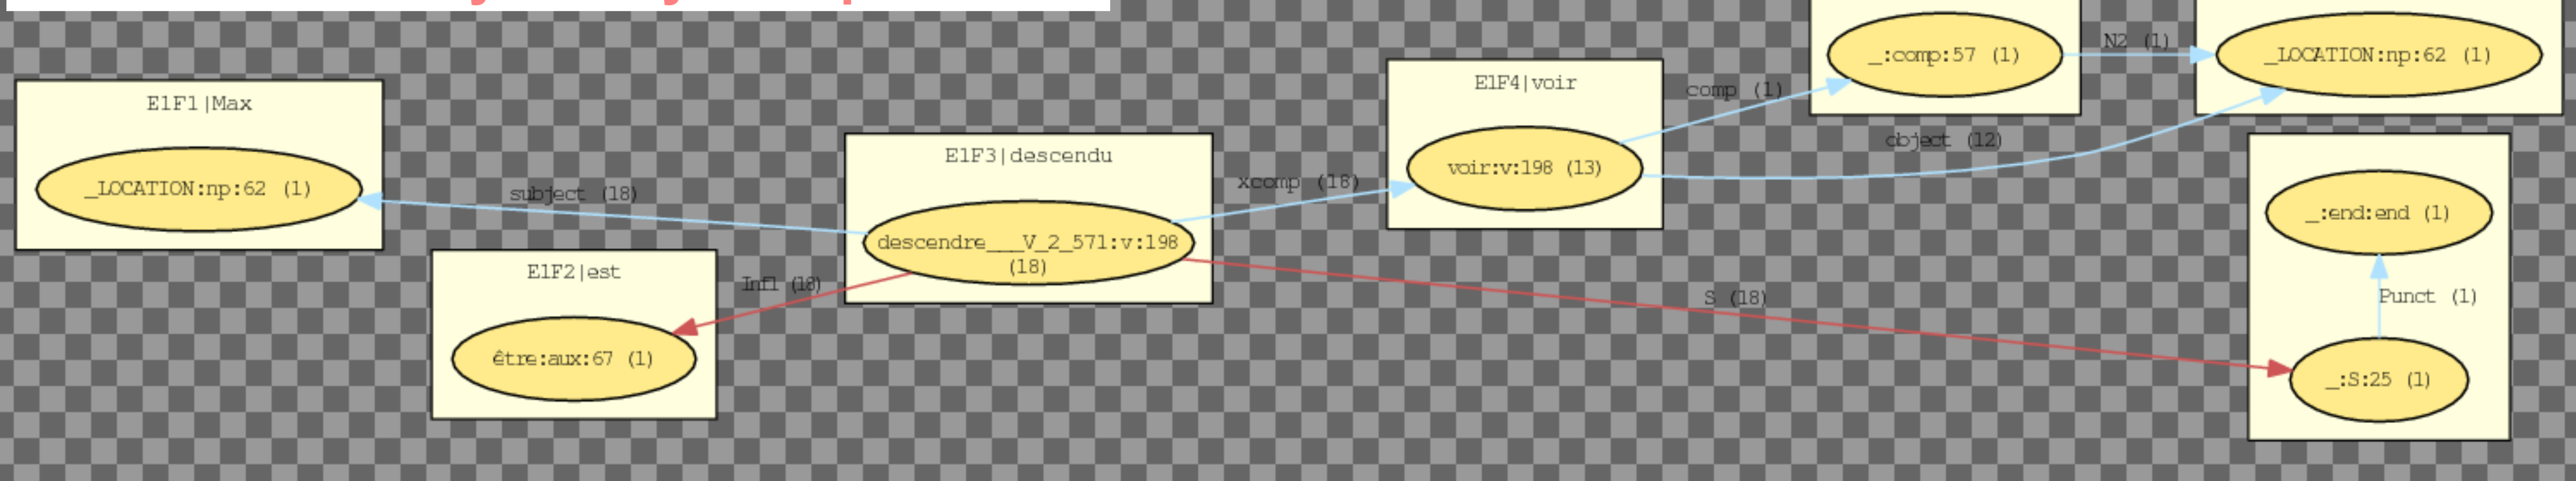 _:comp:57 (1)
N2 (1)
_LOCATION:np:62 (1)
E1F1|Max
_LOCATION:np:62 (1)
subject (18)
E1F2|est
être:aux:67 (1)
Infl (18)
E1F3|descendu
descendre___V_2_571:v:198
(18)
xcomp (18)
E1F4|voir
voir:v:198 (13)
comp (1)
object (12)
S (18)
_:end:end (1)
Punct (1)
_:S:25 (1)